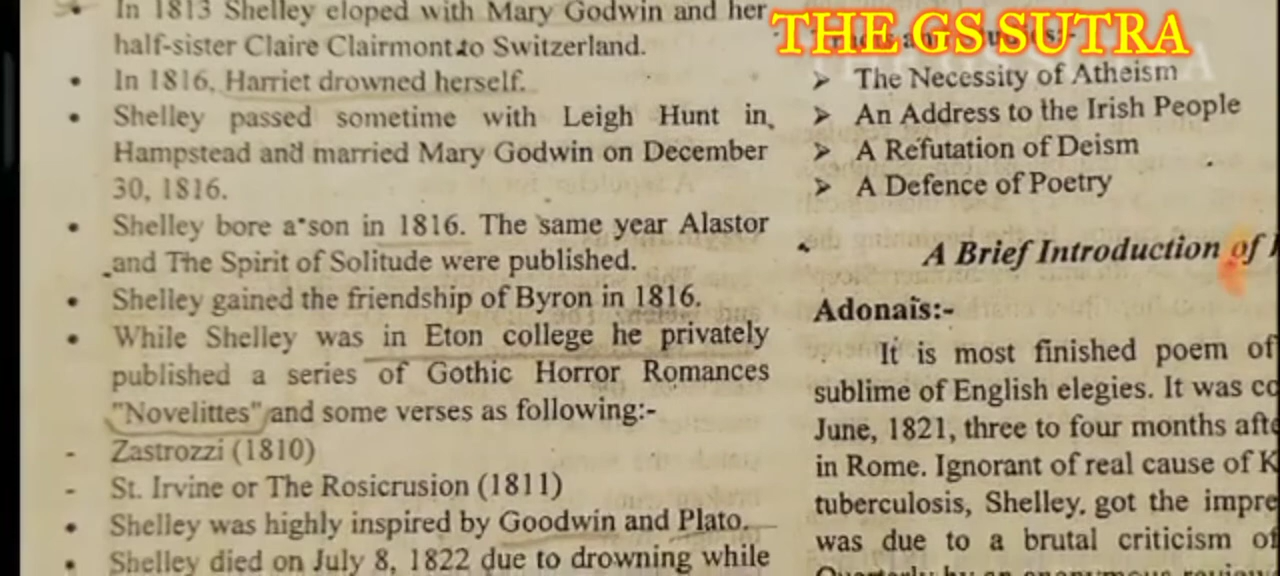 In 1813 Shelley eloped with Mary Godwin and her
half-sister Claire Clairmont to Switzerland.
• In 1816, Harriet drowned herself.
• Shelley passed sometime with Leigh Hunt in
Hampstead and married Mary Godwin on December
30, 1816.
• Shelley bore a son in 1816. The same year Alastor
and The Spirit of Solitude were published.
• Shelley gained the friendship of Byron in 1816.
• While Shelley was in Eton college he privately
published a series of Gothic Horror Romances
"Novelittes" and some verses as following:-
- Zastrozzi (1810)
- St. Irvine or The Rosicrusion (1811)
• Shelley was highly inspired by Goodwin and Plato.
• Shelley died on July 8, 1822 due to drowning while
THE GS SUTRA
➢ The Necessity of Atheism
➢ An Address to the Irish People
➢ A Refutation of Deism
➢ A Defence of Poetry
A Brief Introduction of
Adonais:-
It is most finished poem of
sublime of English elegies. It was
June, 1821, three to four months
in Rome. Ignorant of real cause of
tuberculosis, Shelley, got the
was due to a brutal criticism of